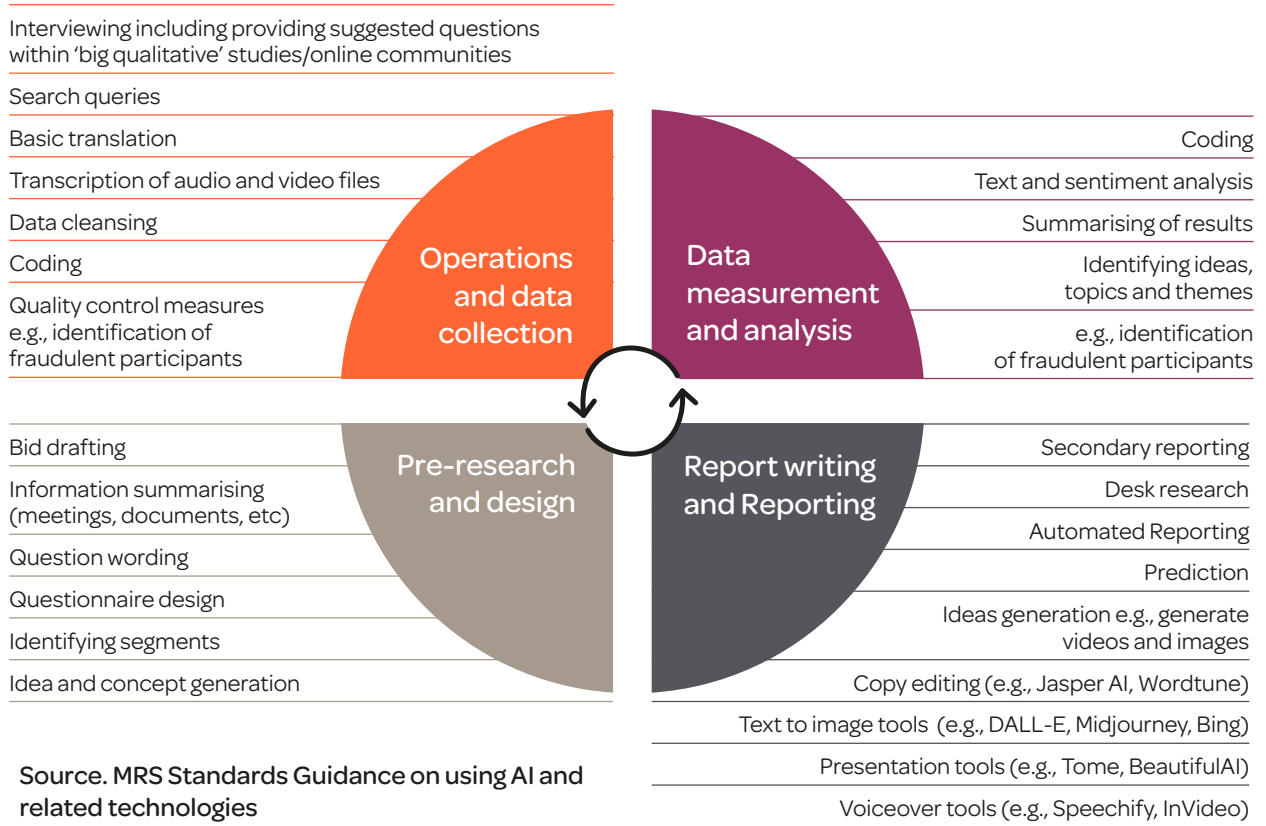 Interviewing including providing suggested questions
within ‘big qualitative’ studies/online communities
Search queries
Basic translation
Transcription of audio and video files
Data cleansing
Coding
Quality control measures
e.g., identification of
fraudulent participants
Operations
and data
collection
Data
measurement
and analysis
Coding
Text and sentiment analysis
Summarising of results
Identifying ideas,
topics and themes
e.g., identification
of fraudulent participants
Bid drafting
Information summarising
(meetings, documents, etc)
Question wording
Questionnaire design
Identifying segments
Idea and concept generation
Pre-research
and design
Report writing
and Reporting
Secondary reporting
Desk research
Automated Reporting
Prediction
Ideas generation e.g., generate
videos and images
Copy editing (e.g., Jasper AI, Wordtune)
Text to image tools (e.g., DALL-E, Midjourney, Bing)
Presentation tools (e.g., Tome, BeautifulAI)
Voiceover tools (e.g., Speechify, InVideo)
Source. MRS Standards Guidance on using AI and
related technologies